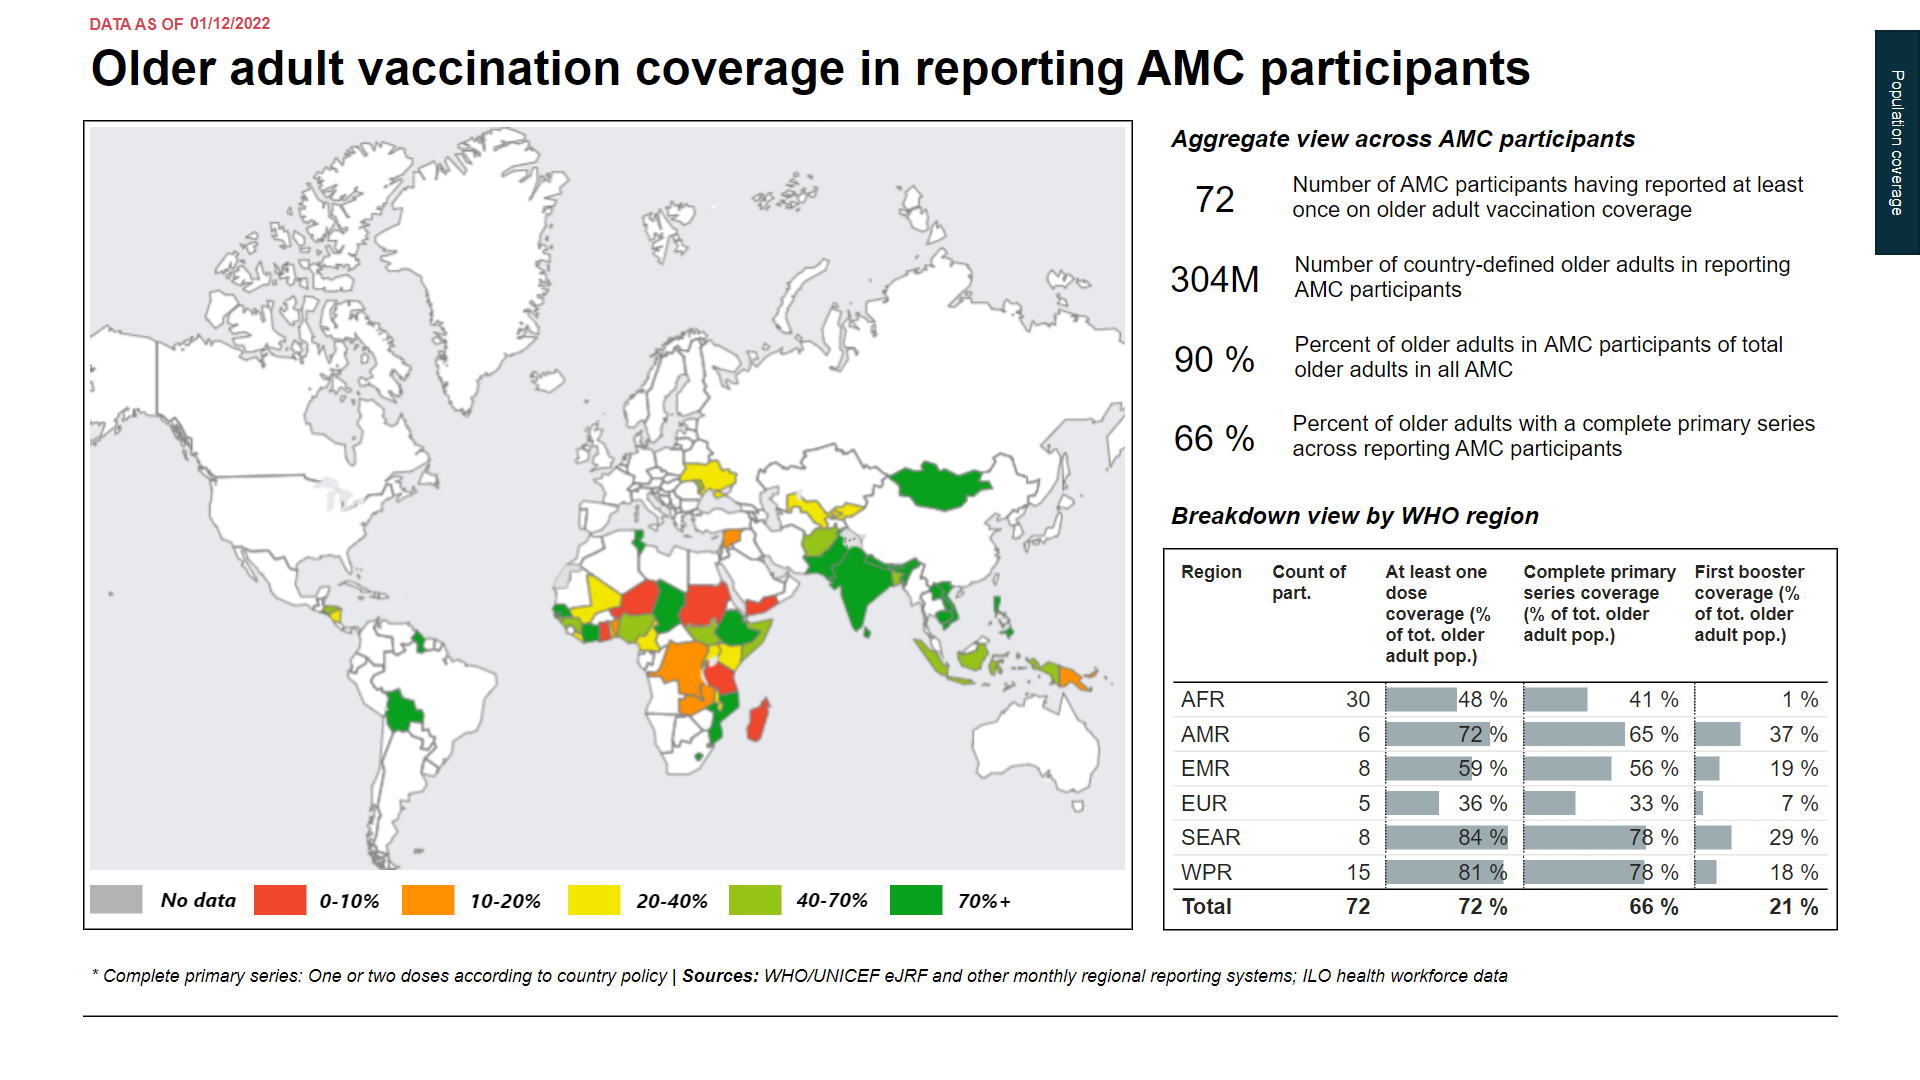 DATA AS OF 01/12/2022
Older adult vaccination coverage in reporting AMC participants
Population coverage
No data
0-10%
10-20%
20-40%
40-70%
70%+
Aggregate view across AMC participants
72
Number of AMC participants having reported at least
once on older adult vaccination coverage
304M
Number of country-defined older adults in reporting
AMC participants
90 %
Percent of older adults in AMC participants of total
older adults in all AMC
66 %
Percent of older adults with a complete primary series
across reporting AMC participants
Breakdown view by WHO region
Region Count of At least one Complete primary First booster
part. dose series coverage coverage (%
coverage (% (% of tot. older of tot. older
of tot. older adult pop.) adult pop.)
adult pop.)
AFR 30 48 % 41 % 1 %
AMR 6 72 % 65 % 37 %
EMR 8 59 % 56 % 19 %
EUR 5 36 % 33 % 7 %
SEAR 8 84 % 78 % 29 %
WPR 15 81 % 78 % 18 %
Total 72 72 % 66 % 21 %
* Complete primary series: One or two doses according to country policy | Sources: WHO/UNICEF eJRF and other monthly regional reporting systems; ILO health workforce data